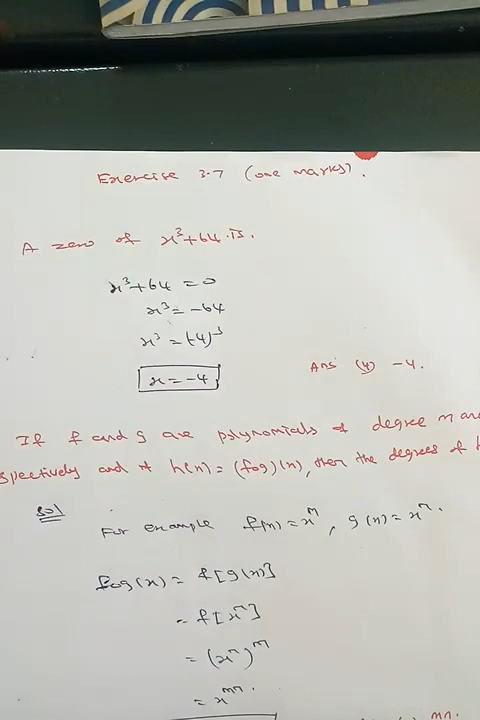 Exercise 3.7 (one marks).
A zero of x³+64 is.
x³+64 = 0
x³ = -64
x³ = (-4)³
x = -4
Ans (4) -4.
If f and g are polynomials of degree m and
spectively and if h(x) = (fog)(x), then the degrees of h
Sol
For example f(x) = xᵐ, g(x) = xⁿ.
fog(x) = f[g(x)]
= f[xⁿ]
= (xⁿ)ᵐ
= xᵐⁿ.
mn.